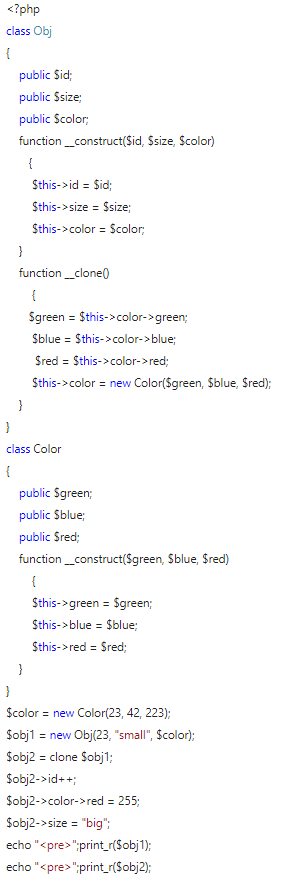 <?php
class Obj
{
public $id;
public $size;
public $color;
function __construct($id, $size, $color)
{
$this->id = $id;
$this->size = $size;
$this->color = $color;
}
function __clone()
{
$green = $this->color->green;
$blue = $this->color->blue;
$red = $this->color->red;
$this->color = new Color($green, $blue, $red);
}
}
class Color
{
public $green;
public $blue;
public $red;
function __construct($green, $blue, $red)
{
$this->green = $green;
$this->blue = $blue;
$this->red = $red;
}
}
$color = new Color(23, 42, 223);
$obj1 = new Obj(23, "small", $color);
$obj2 = clone $obj1;
$obj2->id++;
$obj2->color->red = 255;
$obj2->size = "big";
echo "<pre>";print_r($obj1);
echo "<pre>";print_r($obj2);